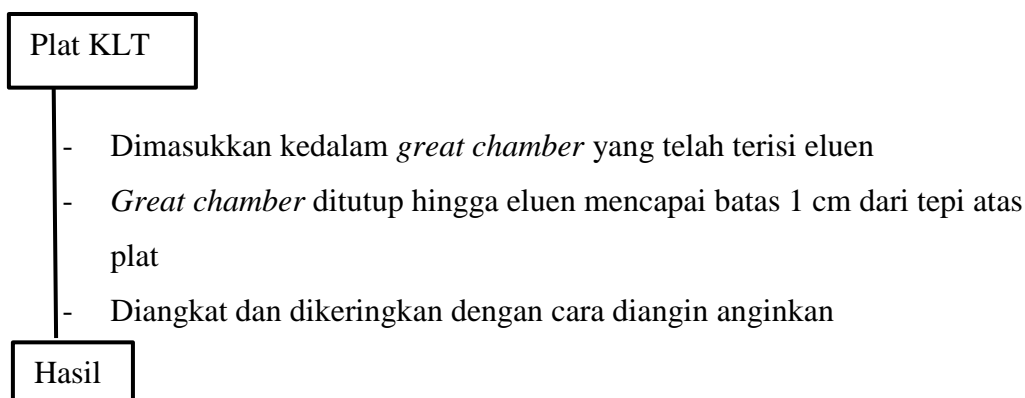 Plat KLT
- Dimasukkan kedalam great chamber yang telah terisi eluen
- Great chamber ditutup hingga eluen mencapai batas 1 cm dari tepi atas
plat
- Diangkat dan dikeringkan dengan cara diangin anginkan
Hasil